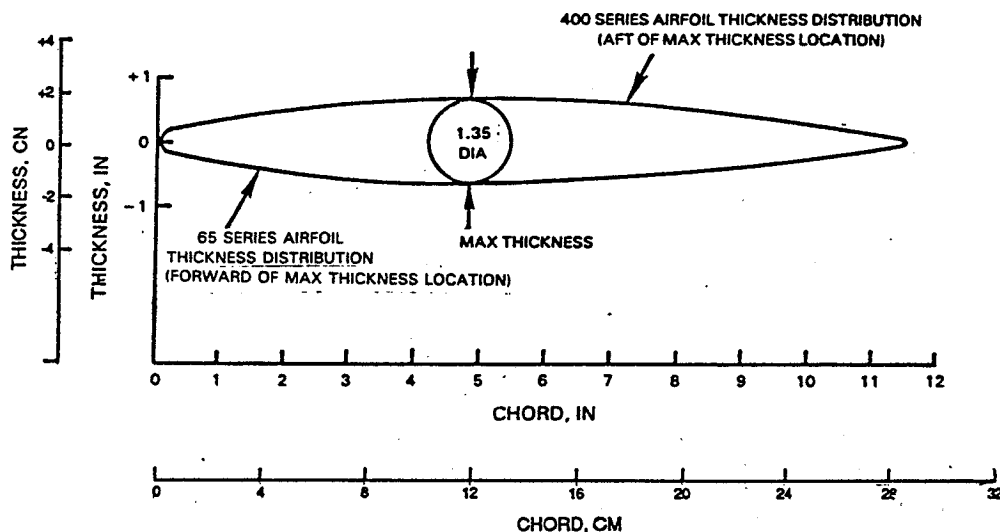 400 SERIES AIRFOIL THICKNESS DISTRIBUTION
(AFT OF MAX THICKNESS LOCATION)
+4
+2
0
-2
-4
THICKNESS, CN
+1
0
-1
THICKNESS, IN
1.35
DIA
MAX THICKNESS
65 SERIES AIRFOIL
THICKNESS DISTRIBUTION
(FORWARD OF MAX THICKNESS LOCATION)
0 1 2 3 4 5 6 7 8 9 10 11 12
CHORD, IN
0 4 8 12 16 20 24 28 32
CHORD, CM